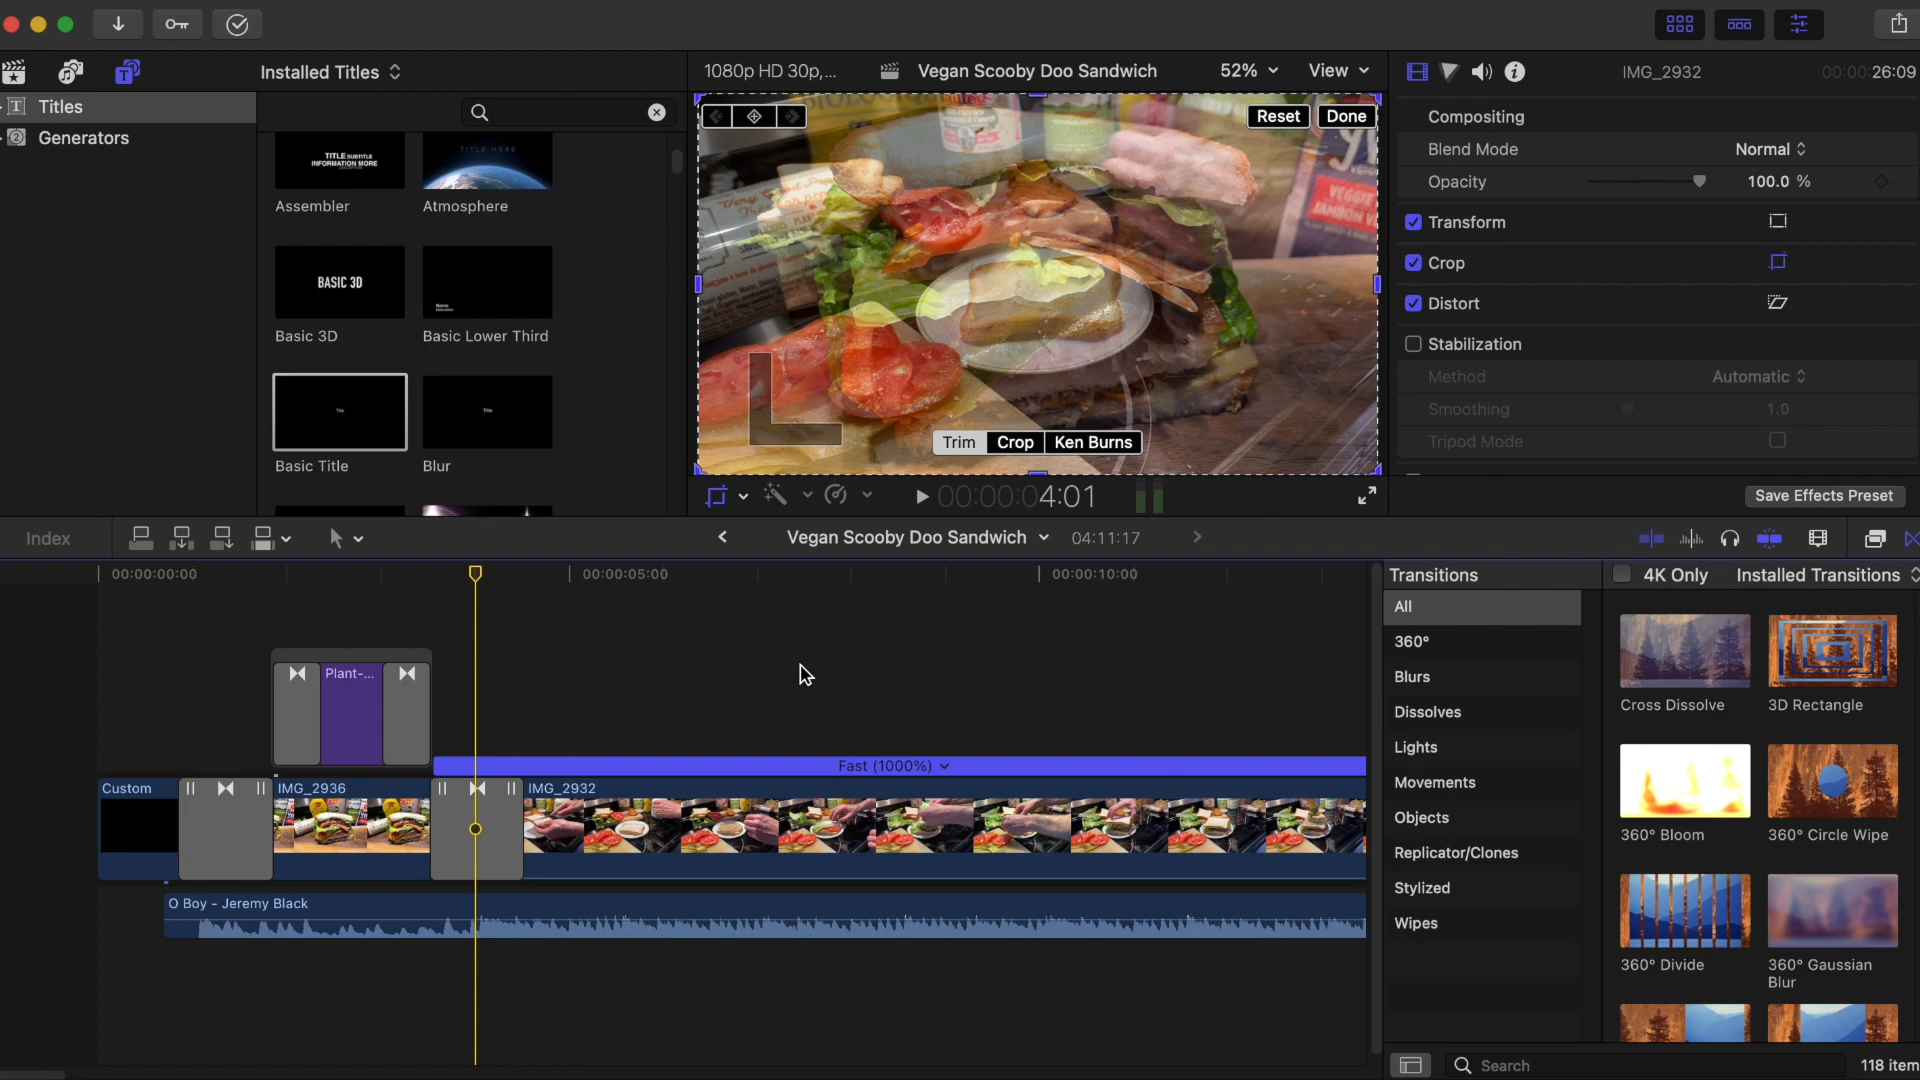 Installed Titles
1080p HD 30p,...
Vegan Scooby Doo Sandwich
52%
View
IMG_2932
00:00:26:09
Titles
Generators
TITLE SUBTITLE
INFORMATION MORE
TITLE HERE
Assembler
Atmosphere
BASIC 3D
Name
Description
Basic 3D
Basic Lower Third
Title
Title
Basic Title
Blur
Reset
Done
Trim
Crop
Ken Burns
00:00:04:01
Compositing
Blend Mode
Normal
Opacity
100.0 %
Transform
Crop
Distort
Stabilization
Method
Automatic
Smoothing
1.0
Tripod Mode
Save Effects Preset
Index
Vegan Scooby Doo Sandwich
04:11:17
00:00:00:00
00:00:05:00
00:00:10:00
Plant-...
Fast (1000%)
Custom
IMG_2936
IMG_2932
O Boy - Jeremy Black
Transitions
4K Only
Installed Transitions
All
360°
Blurs
Dissolves
Lights
Movements
Objects
Replicator/Clones
Stylized
Wipes
Cross Dissolve
3D Rectangle
360° Bloom
360° Circle Wipe
360° Divide
360° Gaussian
Blur
Search
118 item